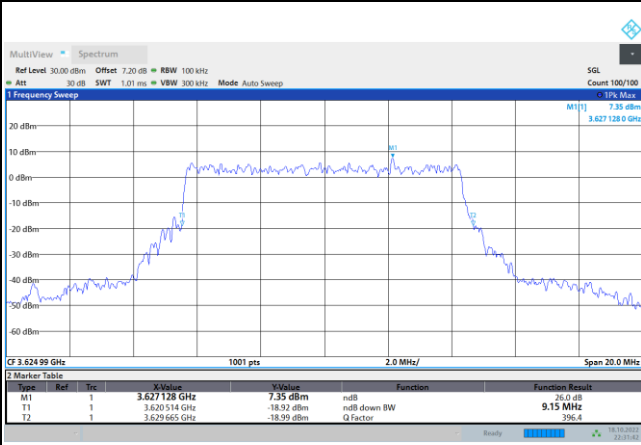 MultiView Spectrum
Ref Level 30.00 dBm Offset 7.20 dB RBW 100 kHz SGL
Att 30 dB SWT 1.01 ms VBW 300 kHz Mode Auto Sweep Count 100/100
1 Frequency Sweep 1Pk Max
M1[1] 7.35 dBm
3.627 128 0 GHz
20 dBm
M1
10 dBm
0 dBm
-10 dBm
T1 T2
-20 dBm
-30 dBm
-40 dBm
-50 dBm
-60 dBm
CF 3.624 99 GHz 1001 pts 2.0 MHz/ Span 20.0 MHz
2 Marker Table
Type Ref Trc X-Value Y-Value Function Function Result
M1 1 3.627 128 GHz 7.35 dBm ndB 26.0 dB
T1 1 3.620 514 GHz -18.92 dBm ndB down BW 9.15 MHz
T2 1 3.629 665 GHz -18.99 dBm Q Factor 396.4
Ready 18.10.2022